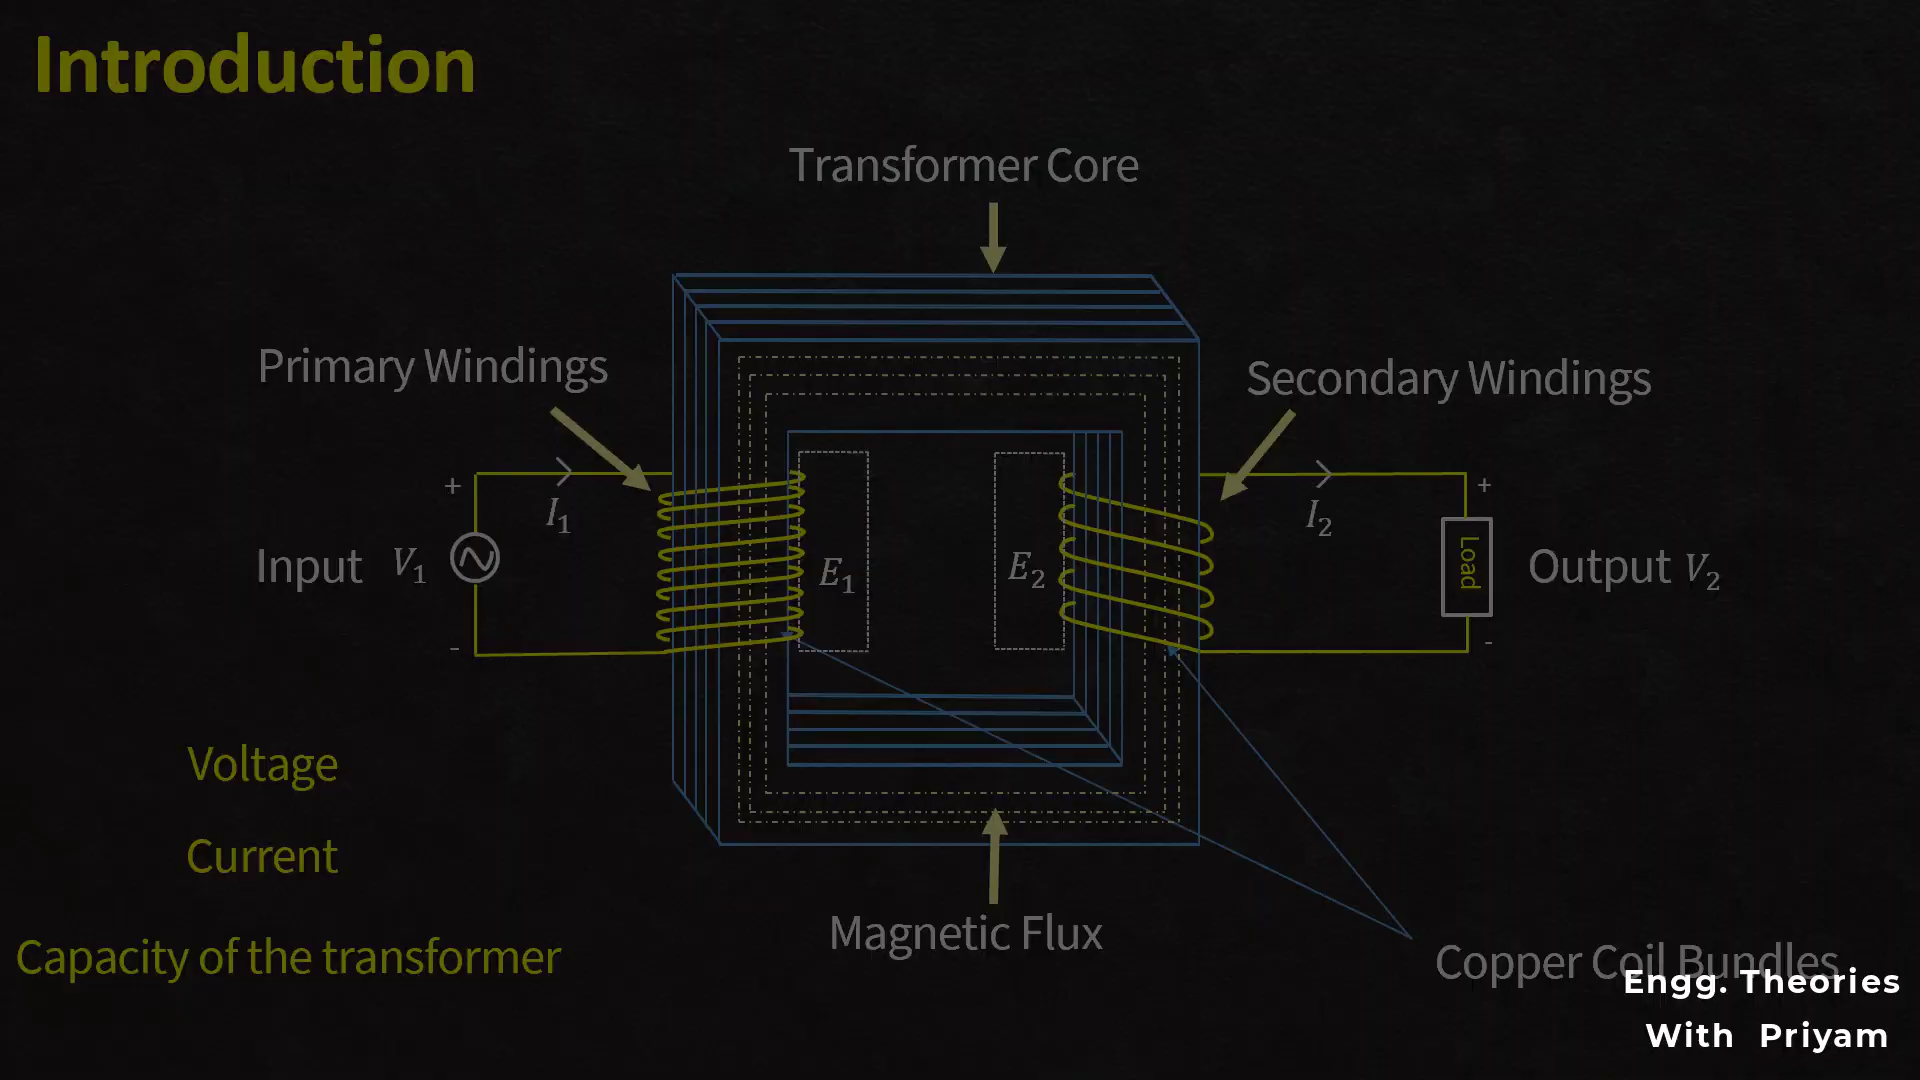 Introduction
Transformer Core
Primary Windings
Secondary Windings
+
I₁
I₂
+
Input V₁
E₁
E₂
Load
Output V₂
-
-
Voltage
Current
Magnetic Flux
Capacity of the transformer
Copper Coil Bundles
Engg. Theories
With Priyam